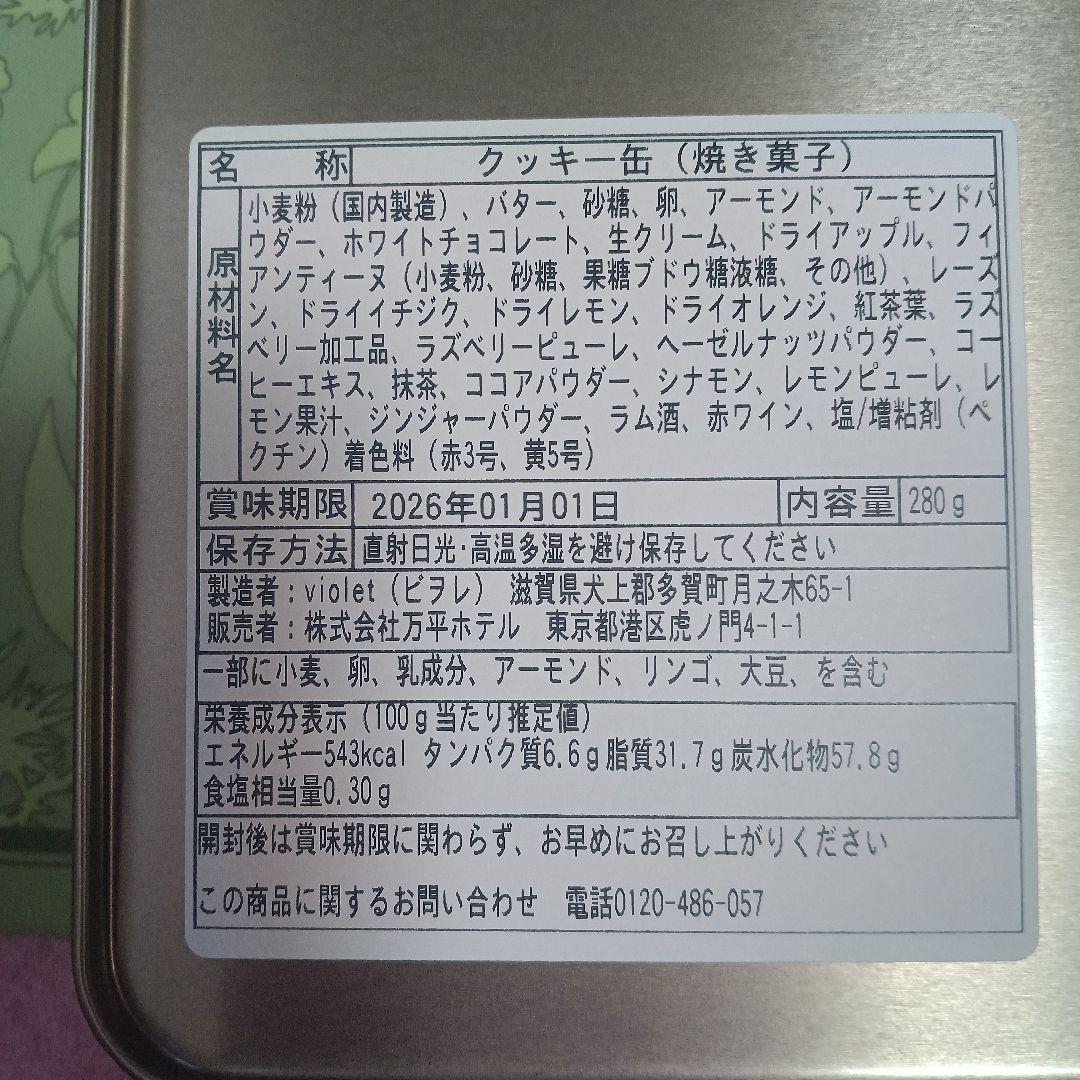 名称 クッキー缶（焼き菓子）
原材料名
小麦粉（国内製造）、バター、砂糖、卵、アーモンド、アーモンドパ
ウダー、ホワイトチョコレート、生クリーム、ドライアップル、フィ
アンティーヌ（小麦粉、砂糖、果糖ブドウ糖液糖、その他）、レーズ
ン、ドライイチジク、ドライレモン、ドライオレンジ、紅茶葉、ラズ
ベリー加工品、ラズベリーピューレ、ヘーゼルナッツパウダー、コー
ヒーエキス、抹茶、ココアパウダー、シナモン、レモンピューレ、レ
モン果汁、ジンジャーパウダー、ラム酒、赤ワイン、塩/増粘剤（ペ
クチン）着色料（赤3号、黄5号）
賞味期限 2026年01月01日 内容量 280g
保存方法 直射日光・高温多湿を避け保存してください
製造者：violet（ビヲレ） 滋賀県犬上郡多賀町月之木65-1
販売者：株式会社万平ホテル 東京都港区虎ノ門4-1-1
一部に小麦、卵、乳成分、アーモンド、リンゴ、大豆、を含む
栄養成分表示（100g当たり推定値）
エネルギー543kcal タンパク質6.6g脂質31.7g炭水化物57.8g
食塩相当量0.30g
開封後は賞味期限に関わらず、お早めにお召し上がりください
この商品に関するお問い合わせ 電話0120-486-057